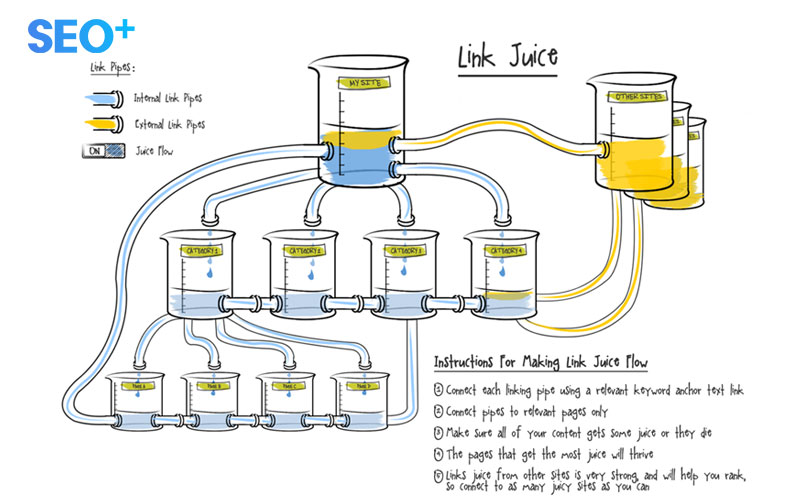 SEO+
Link Juice
Link Pipes:
Internal Link Pipes
External Link Pipes
ON
Juice Flow
MY SITE
OTHER SITES
CATEGORY 1
CATEGORY 2
CATEGORY 3
CATEGORY 4
PAGE A
PAGE B
PAGE C
PAGE D
Instructions For Making Link Juice Flow
1 Connect each linking pipe using a relevant keyword anchor text link
2 Connect pipes to relevant pages only
3 Make sure all of your content gets some juice or they die
4 The pages that get the most juice will thrive
5 Links juice from other sites is very strong, and will help you rank,
so connect to as many juicy sites as you can